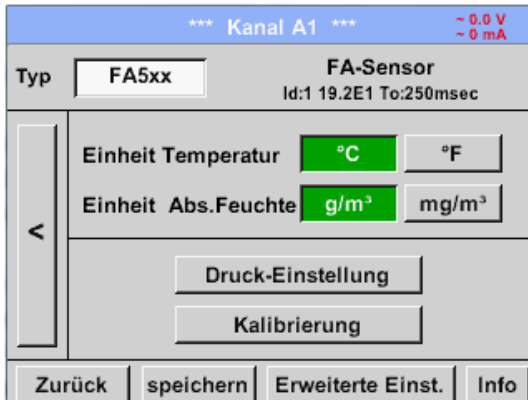 *** Kanal A1 ***
~ 0.0 V
~ 0 mA
Typ
FA5xx
FA-Sensor
Id:1 19.2E1 To:250msec
<
Einheit Temperatur °C °F
Einheit Abs.Feuchte g/m³ mg/m³
Druck-Einstellung
Kalibrierung
Zurück speichern Erweiterte Einst. Info